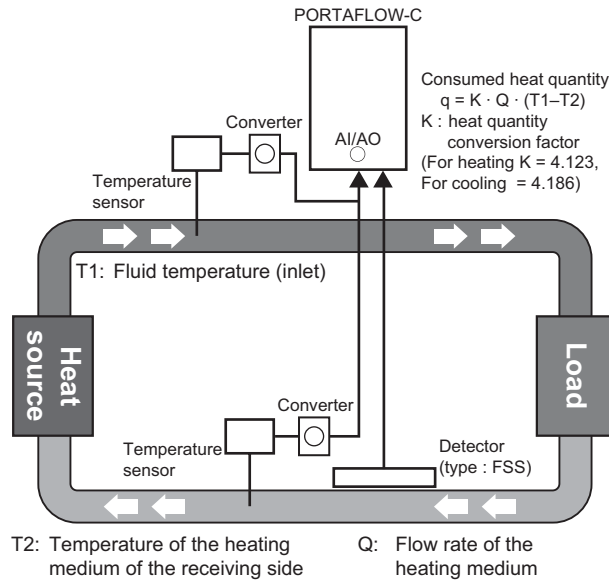 PORTAFLOW-C
Consumed heat quantity
q = K · Q · (T1–T2)
K : heat quantity
conversion factor
(For heating K = 4.123,
For cooling = 4.186)
Converter
AI/AO
Temperature
sensor
T1: Fluid temperature (inlet)
Heat
source
Load
Converter
Temperature
sensor
Detector
(type : FSS)
T2: Temperature of the heating
medium of the receiving side
Q: Flow rate of the
heating medium